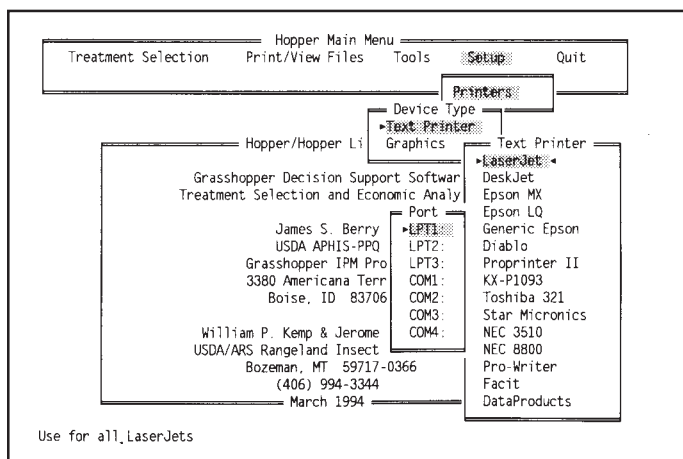 Hopper Main Menu
Treatment Selection Print/View Files Tools Setup Quit
Printers
Device Type
►Text Printer
Graphics
Hopper/Hopper Li
Text Printer
►LaserJet ◄
DeskJet
Epson MX
Epson LQ
Generic Epson
Diablo
Proprinter II
KX-P1093
Toshiba 321
Star Micronics
NEC 3510
NEC 8800
Pro-Writer
Facit
DataProducts
Grasshopper Decision Support Softwar
Treatment Selection and Economic Analy
Port
►LPT1:
LPT2:
LPT3:
COM1:
COM2:
COM3:
COM4:
James S. Berry
USDA APHIS-PPQ
Grasshopper IPM Pro
3380 Americana Terr
Boise, ID 83706
William P. Kemp & Jerome
USDA/ARS Rangeland Insect
Bozeman, MT 59717-0366
(406) 994-3344
March 1994
Use for all LaserJets